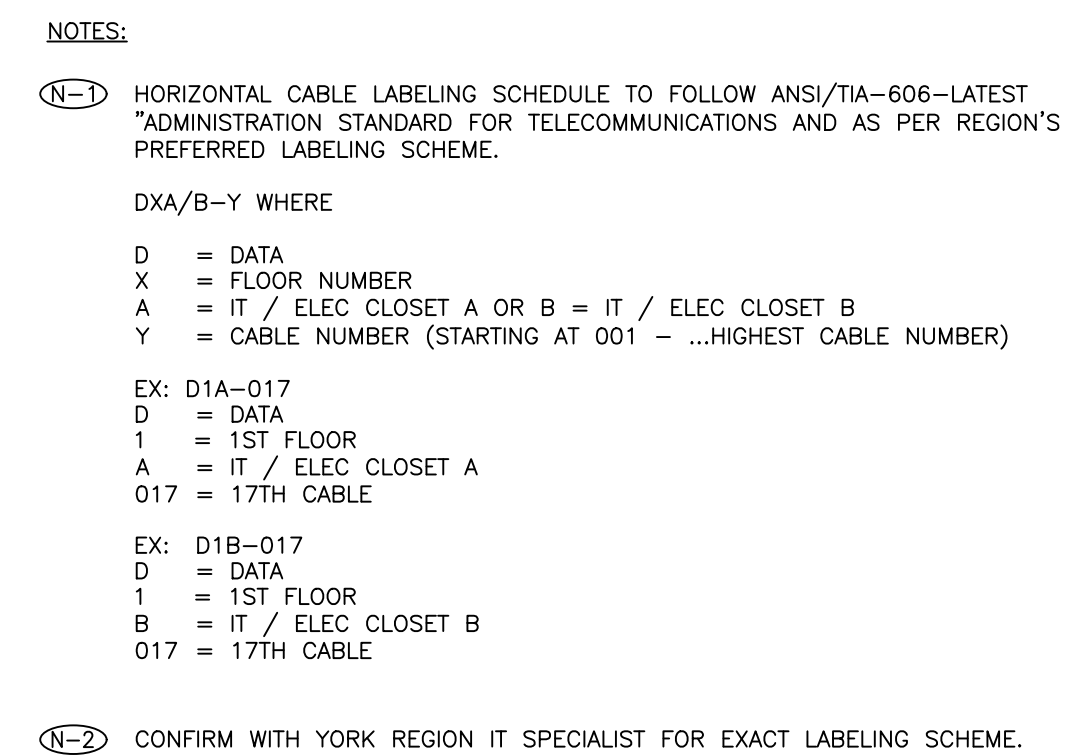 NOTES:
N-1 HORIZONTAL CABLE LABELING SCHEDULE TO FOLLOW ANSI/TIA-606-LATEST
"ADMINISTRATION STANDARD FOR TELECOMMUNICATIONS AND AS PER REGION'S
PREFERRED LABELING SCHEME.
DXA/B-Y WHERE
D = DATA
X = FLOOR NUMBER
A = IT / ELEC CLOSET A OR B = IT / ELEC CLOSET B
Y = CABLE NUMBER (STARTING AT 001 - ...HIGHEST CABLE NUMBER)
EX: D1A-017
D = DATA
1 = 1ST FLOOR
A = IT / ELEC CLOSET A
017 = 17TH CABLE
EX: D1B-017
D = DATA
1 = 1ST FLOOR
B = IT / ELEC CLOSET B
017 = 17TH CABLE
N-2 CONFIRM WITH YORK REGION IT SPECIALIST FOR EXACT LABELING SCHEME.